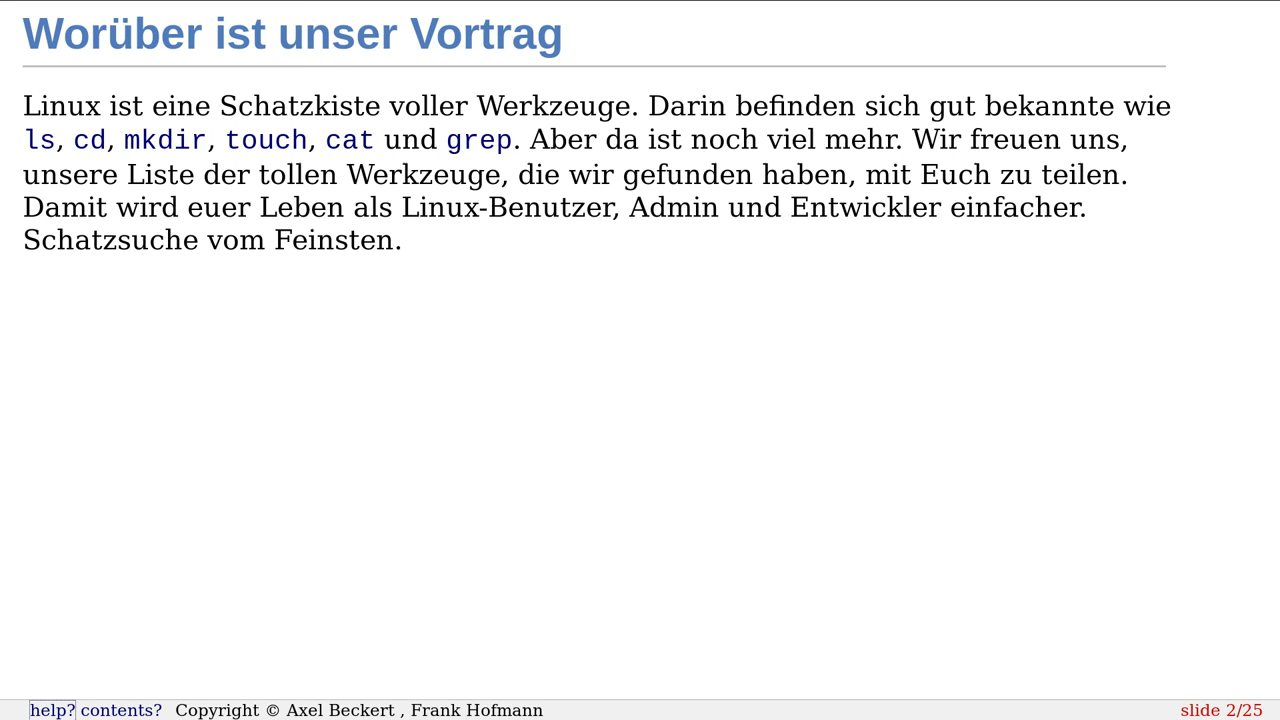 Worüber ist unser Vortrag
Linux ist eine Schatzkiste voller Werkzeuge. Darin befinden sich gut bekannte wie
ls, cd, mkdir, touch, cat und grep. Aber da ist noch viel mehr. Wir freuen uns,
unsere Liste der tollen Werkzeuge, die wir gefunden haben, mit Euch zu teilen.
Damit wird euer Leben als Linux-Benutzer, Admin und Entwickler einfacher.
Schatzsuche vom Feinsten.
help? contents? Copyright © Axel Beckert , Frank Hofmann slide 2/25